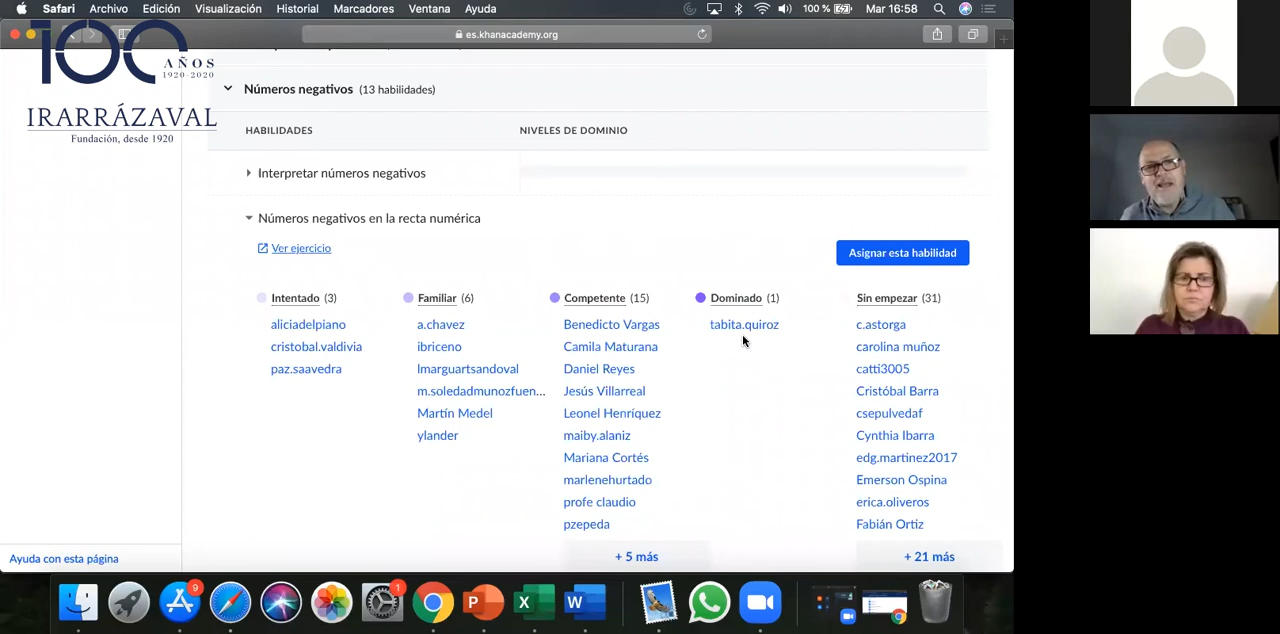 Safari Archivo Edición Visualización Historial Marcadores Ventana Ayuda 100 % Mar 16:58
es.khanacademy.org
100 AÑOS
1920-2020
IRARRÁZAVAL
Fundación, desde 1920
Números negativos (13 habilidades)
HABILIDADES NIVELES DE DOMINIO
Interpretar números negativos
Números negativos en la recta numérica
Ver ejercicio
Asignar esta habilidad
Intentado (3) Familiar (6) Competente (15) Dominado (1) Sin empezar (31)
aliciadelpiano a.chavez Benedicto Vargas tabita.quiroz c.astorga
cristobal.valdivia ibriceno Camila Maturana carolina muñoz
paz.saavedra lmarguartsandoval Daniel Reyes catti3005
m.soledadmunozfuen... Jesús Villarreal Cristóbal Barra
Martín Medel Leonel Henríquez csepulvedaf
ylander maiby.alaniz Cynthia Ibarra
Mariana Cortés edg.martinez2017
marlenehurtado Emerson Ospina
profe claudio erica.oliveros
pzepeda Fabián Ortiz
+ 5 más + 21 más
Ayuda con esta página
9 1 P X W